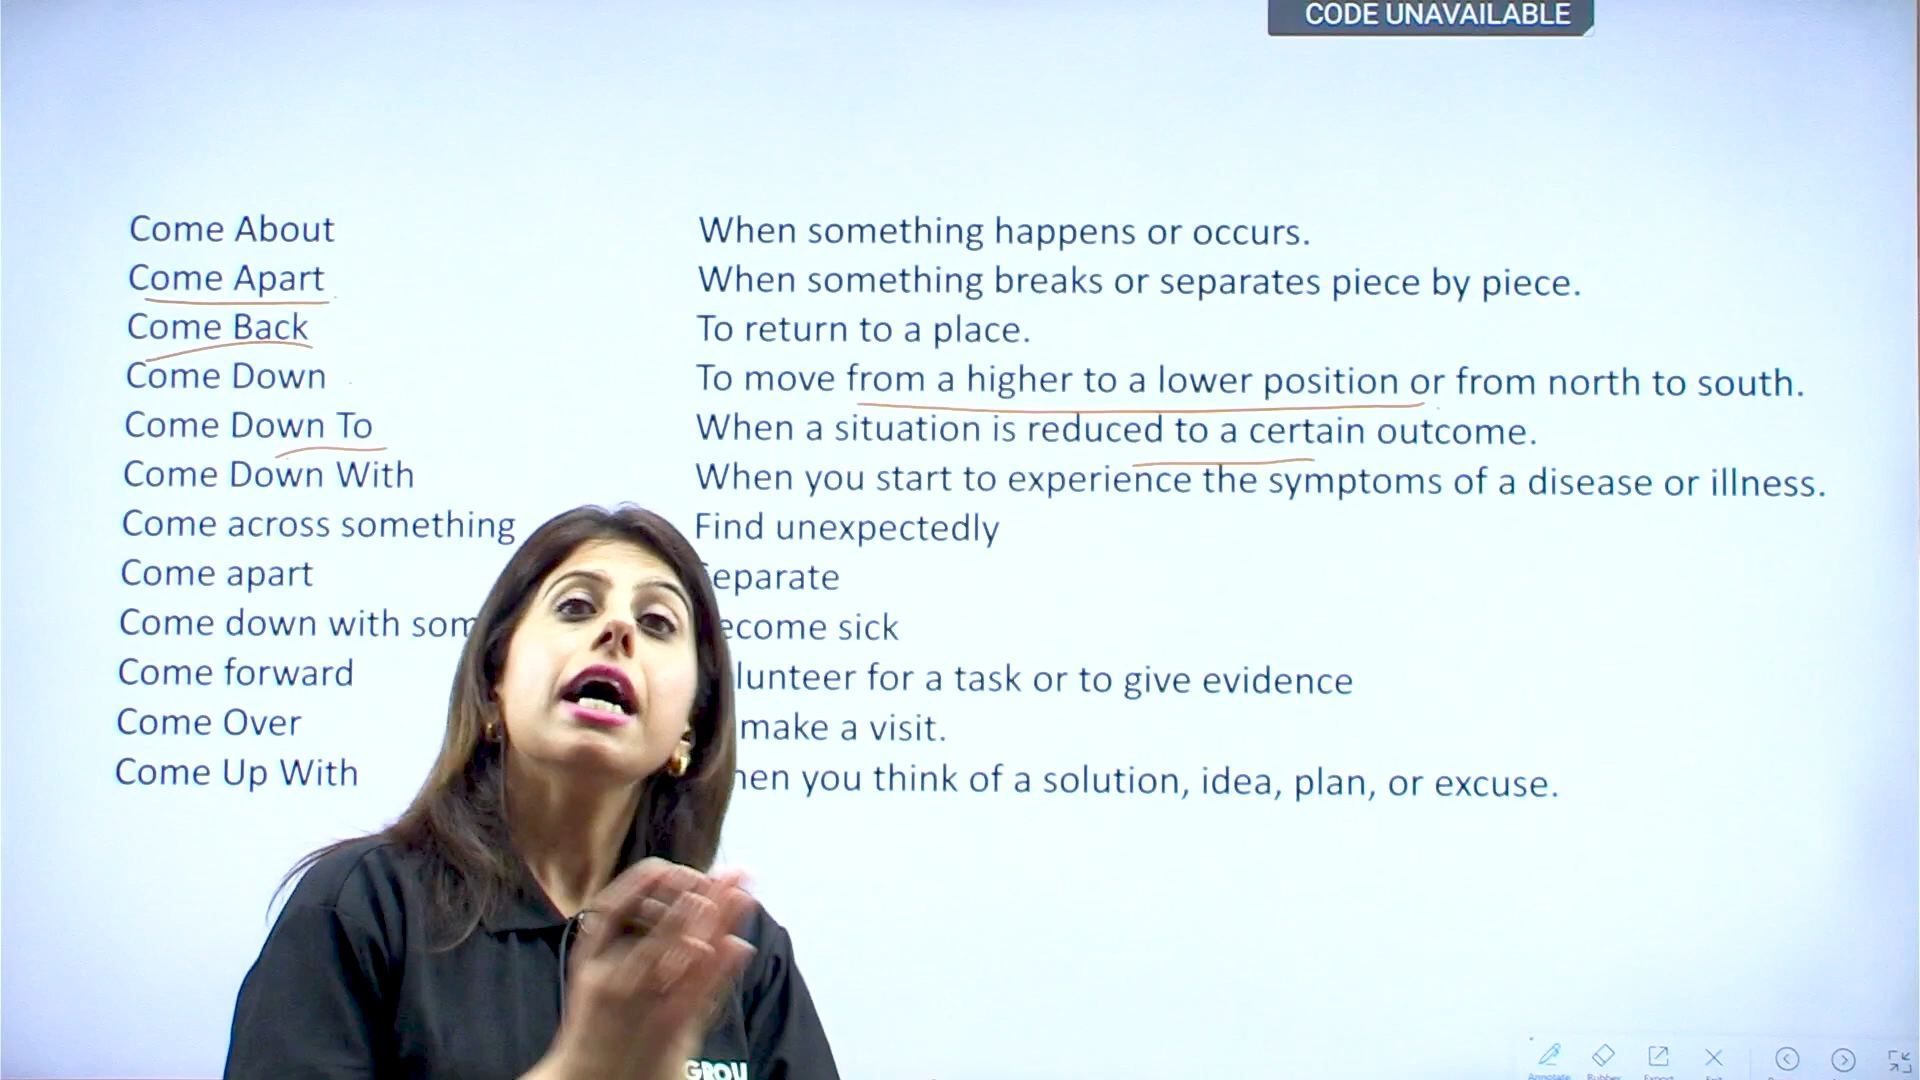 CODE UNAVAILABLE
Come About When something happens or occurs.
Come Apart When something breaks or separates piece by piece.
Come Back To return to a place.
Come Down To move from a higher to a lower position or from north to south.
Come Down To When a situation is reduced to a certain outcome.
Come Down With When you start to experience the symptoms of a disease or illness.
Come across something Find unexpectedly
Come apart eparate
Come down with som ecome sick
Come forward lunteer for a task or to give evidence
Come Over make a visit.
Come Up With hen you think of a solution, idea, plan, or excuse.
GROU
Annotate Rubber Export Exit